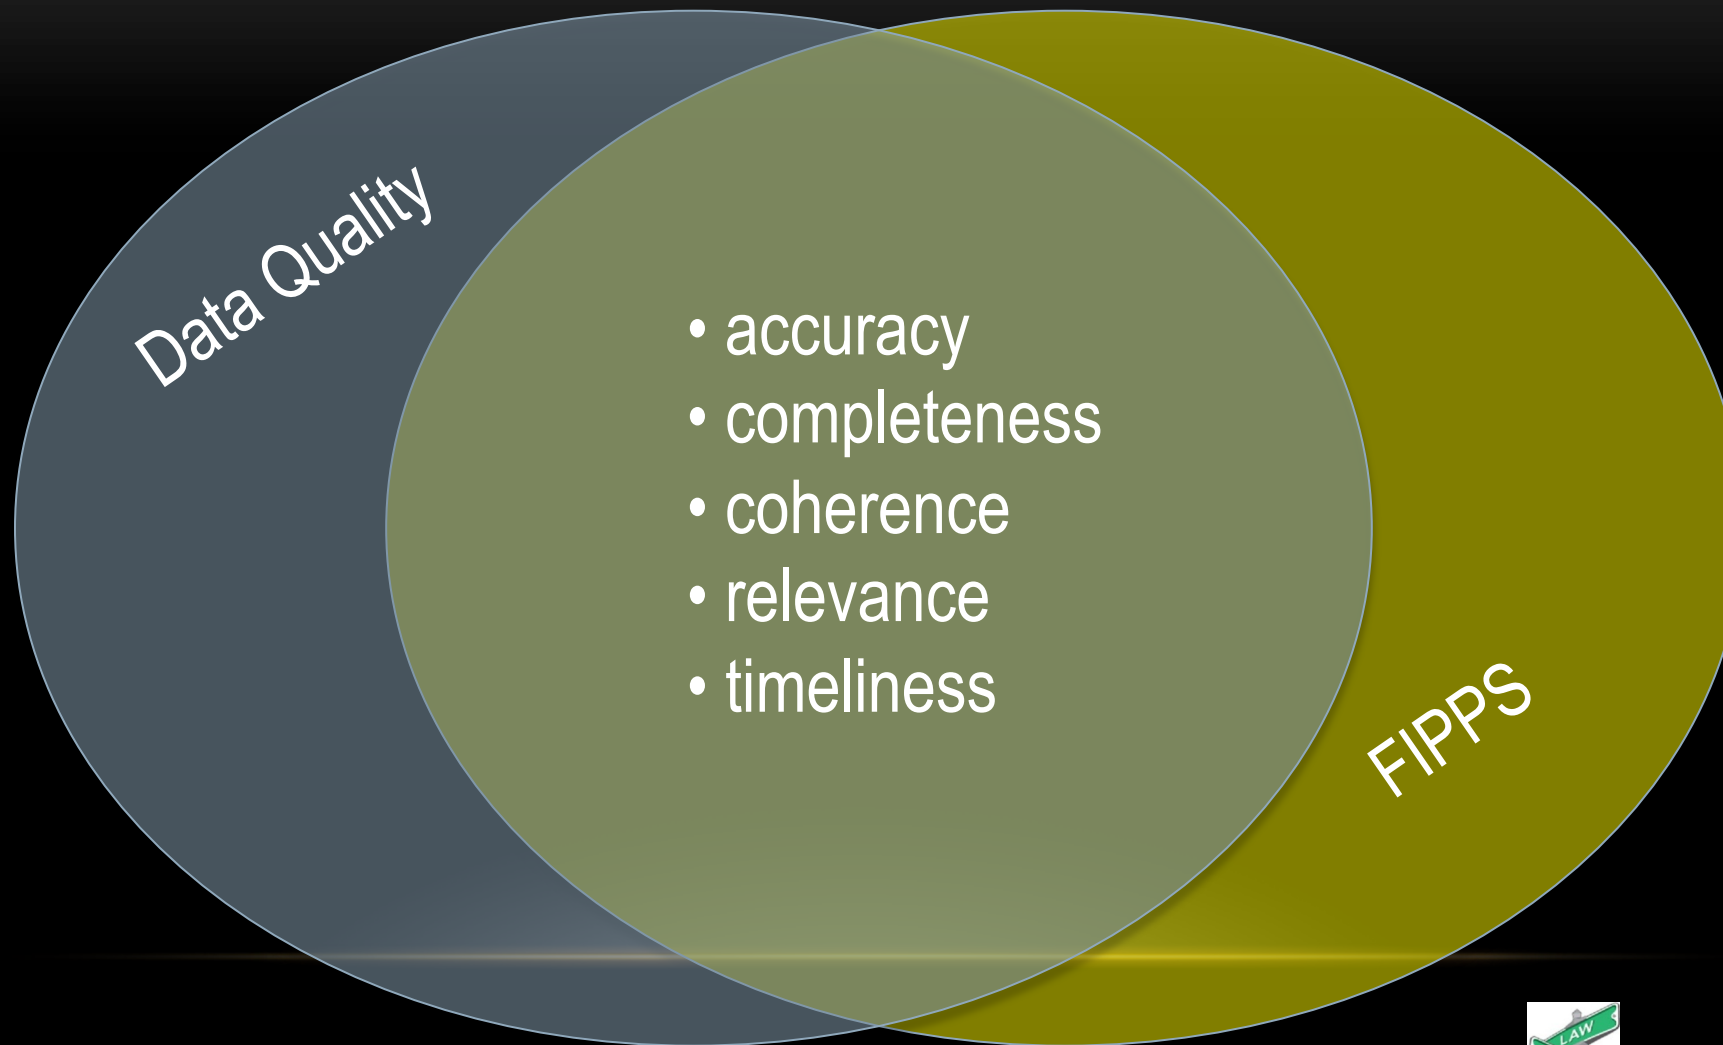 Data Quality
• accuracy
• completeness
• coherence
• relevance
• timeliness
FIPPS
LAW